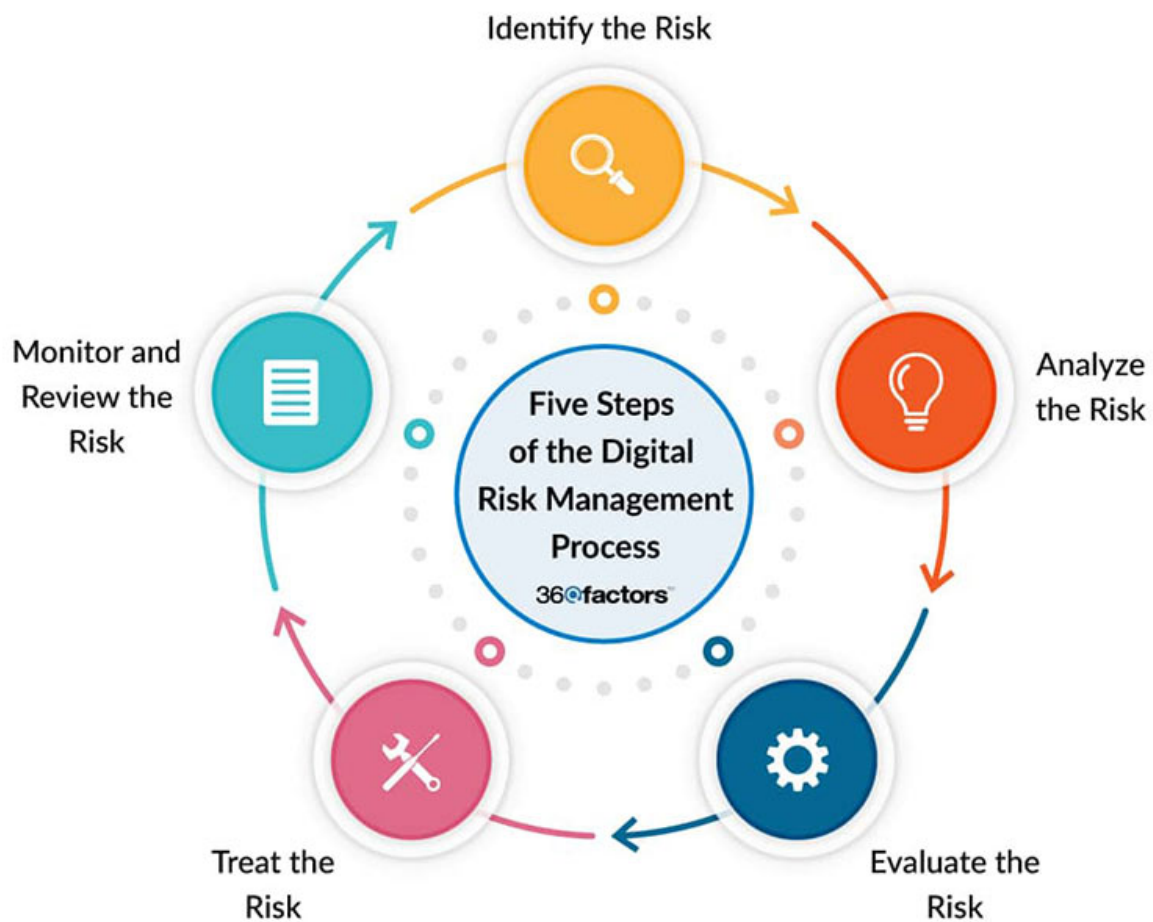 Identify the Risk
Analyze
the Risk
Evaluate the
Risk
Treat the
Risk
Monitor and
Review the
Risk
Five Steps
of the Digital
Risk Management
Process
360factors™